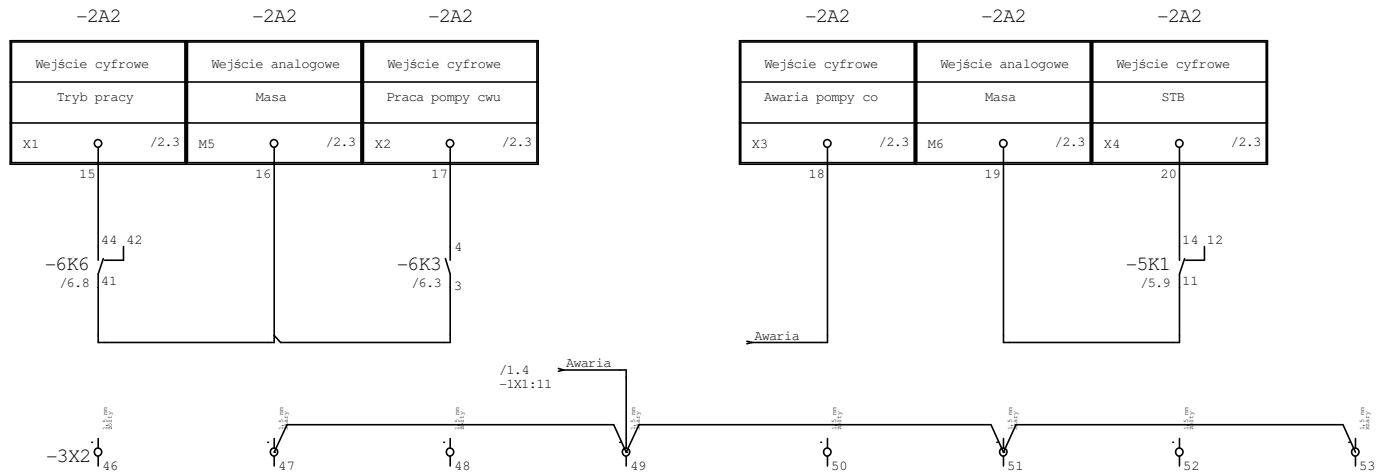 -2A2 -2A2 -2A2 -2A2 -2A2 -2A2
Wejście cyfrowe Wejście analogowe Wejście cyfrowe Wejście cyfrowe Wejście analogowe Wejście cyfrowe
Tryb pracy Masa Praca pompy cwu Awaria pompy co Masa STB
X1 /2.3 M5 /2.3 X2 /2.3 X3 /2.3 M6 /2.3 X4 /2.3
15 16 17 18 19 20
44 42 4 14 12
-6K6 -6K3 -5K1
/6.8 41 /6.3 3 /5.9 11
Awaria
/1.4 Awaria
-1X1:11
-3X2 46 47 48 49 50 51 52 53